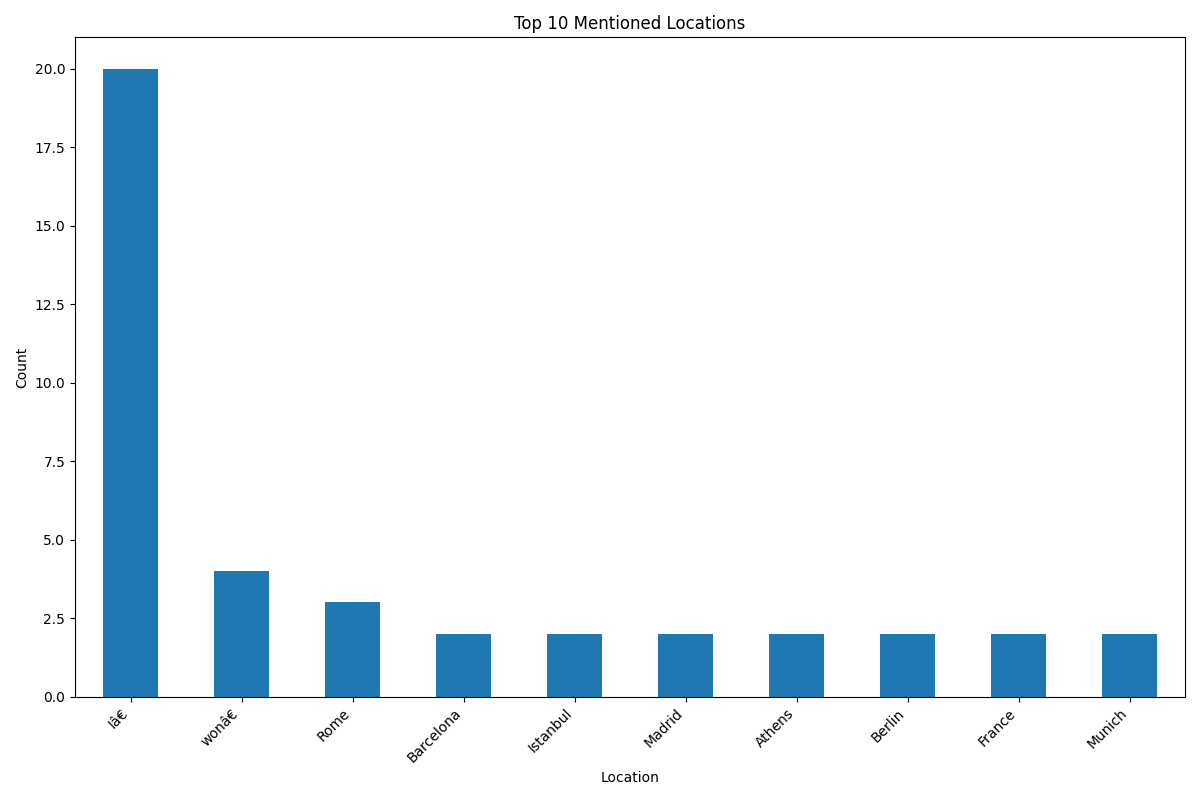 Top 10 Mentioned Locations
Count
20.0
17.5
15.0
12.5
10.0
7.5
5.0
2.5
0.0
Iâ€
wonâ€
Rome
Barcelona
Istanbul
Madrid
Athens
Berlin
France
Munich
Location